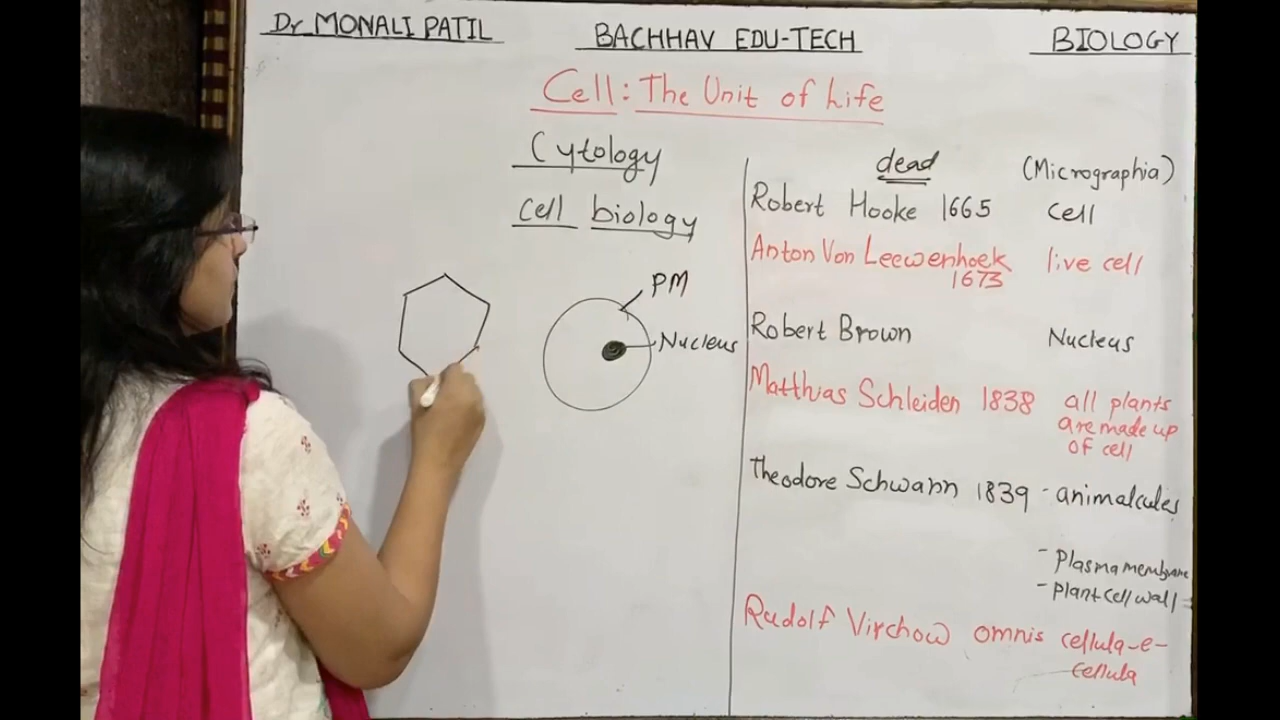 Dr MONALI PATIL
BACHHAV EDU-TECH
BIOLOGY
Cell: The Unit of Life
Cytology
cell biology
PM
Nucleus
dead
(Micrographia)
Robert Hooke 1665 cell
Anton Von Leewenhoek live cell
1673
Robert Brown Nucleus
Matthias Schleiden 1838 all plants
are made up
of cell
Theodore Schwann 1839 - animalcules
- Plasma membrane
- Plant cell wall -
Rudolf Virchow omnis cellula-e-
cellula